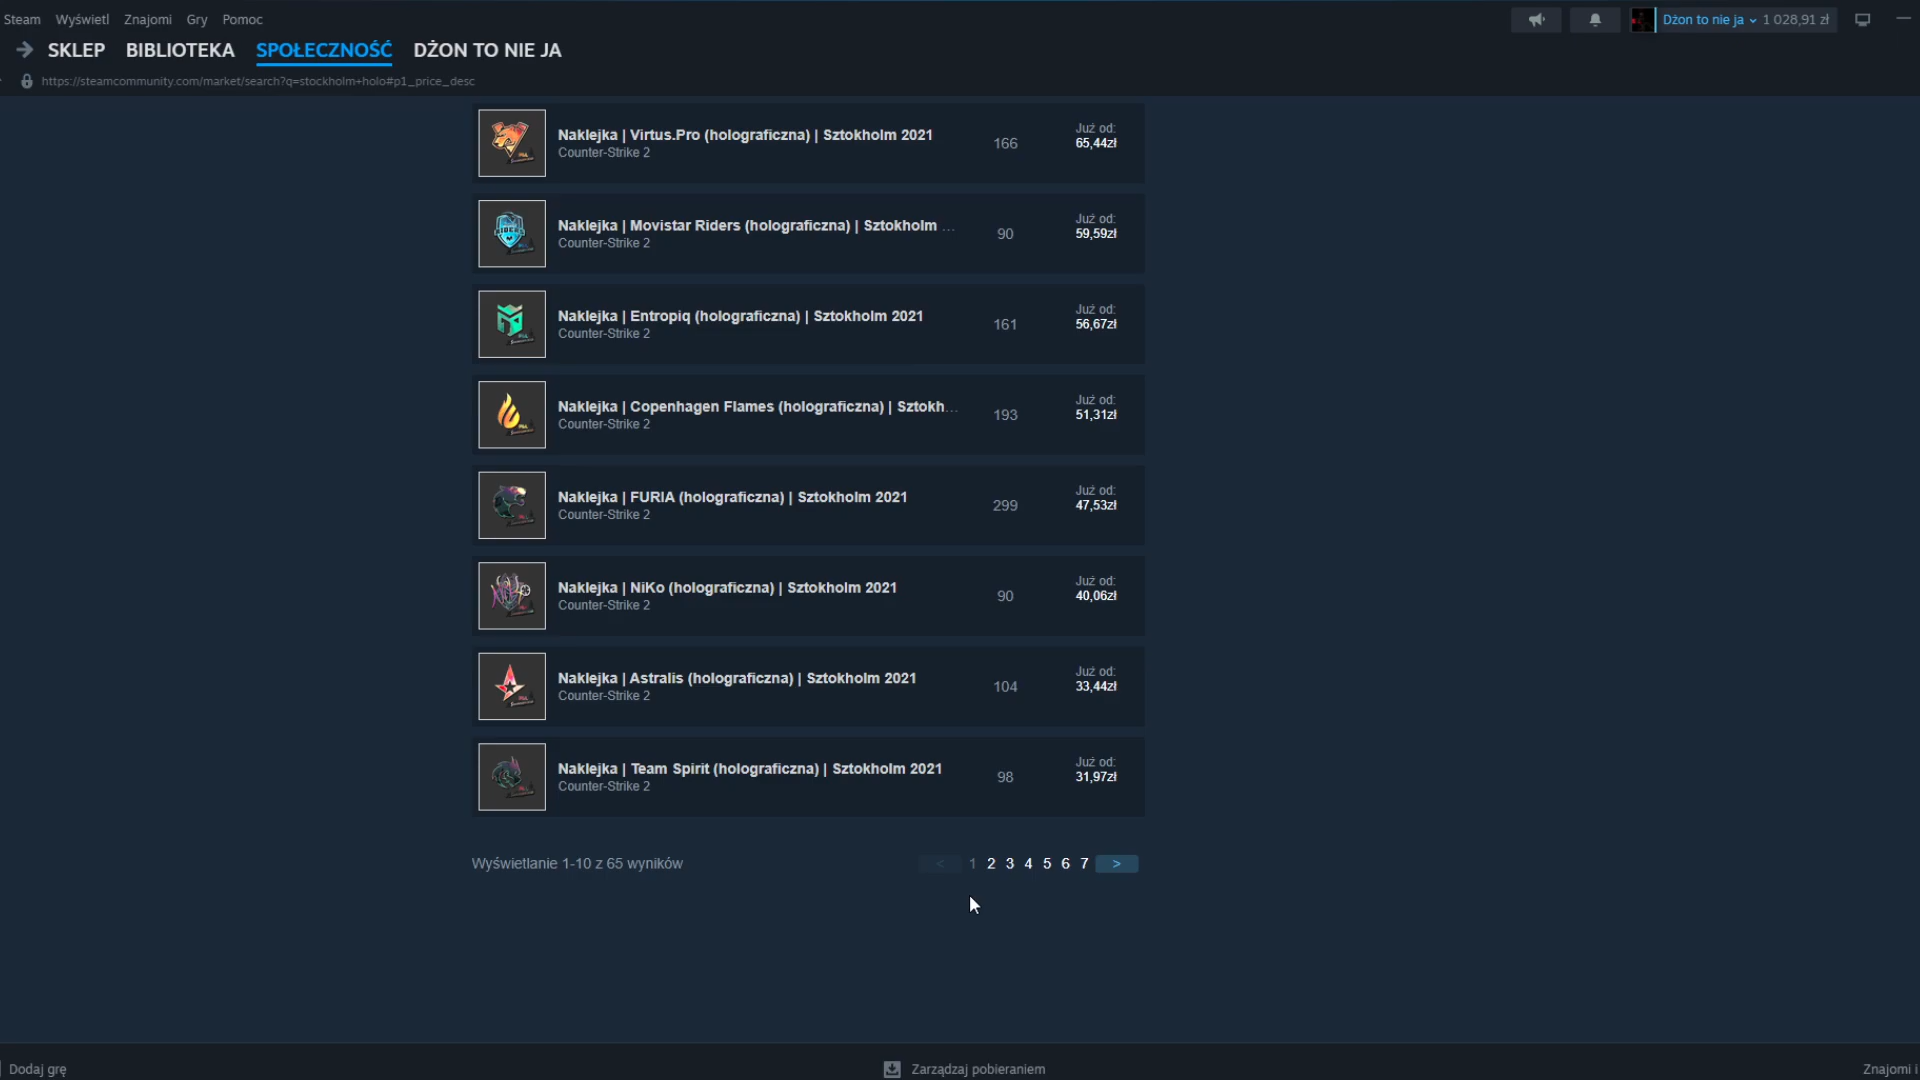 Steam Wyświetl Znajomi Gry Pomoc
Dżon to nie ja 1 028,91 zł
SKLEP BIBLIOTEKA SPOŁECZNOŚĆ DŻON TO NIE JA
https://steamcommunity.com/market/search?q=stockholm+holo#p1_price_desc
Naklejka | Virtus.Pro (holograficzna) | Sztokholm 2021
Counter-Strike 2
166
Już od:
65,44zł
Naklejka | Movistar Riders (holograficzna) | Sztokholm ...
Counter-Strike 2
90
Już od:
59,59zł
Naklejka | Entropiq (holograficzna) | Sztokholm 2021
Counter-Strike 2
161
Już od:
56,67zł
Naklejka | Copenhagen Flames (holograficzna) | Sztokh...
Counter-Strike 2
193
Już od:
51,31zł
Naklejka | FURIA (holograficzna) | Sztokholm 2021
Counter-Strike 2
299
Już od:
47,53zł
Naklejka | NiKo (holograficzna) | Sztokholm 2021
Counter-Strike 2
90
Już od:
40,06zł
Naklejka | Astralis (holograficzna) | Sztokholm 2021
Counter-Strike 2
104
Już od:
33,44zł
Naklejka | Team Spirit (holograficzna) | Sztokholm 2021
Counter-Strike 2
98
Już od:
31,97zł
Wyświetlanie 1-10 z 65 wyników
< 1 2 3 4 5 6 7 >
Dodaj grę
Zarządzaj pobieraniem
Znajomi i